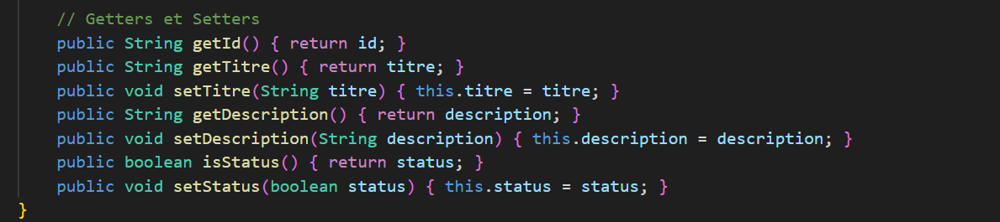 // Getters et Setters
public String getId() { return id; }
public String getTitre() { return titre; }
public void setTitre(String titre) { this.titre = titre; }
public String getDescription() { return description; }
public void setDescription(String description) { this.description = description; }
public boolean isStatus() { return status; }
public void setStatus(boolean status) { this.status = status; }
}